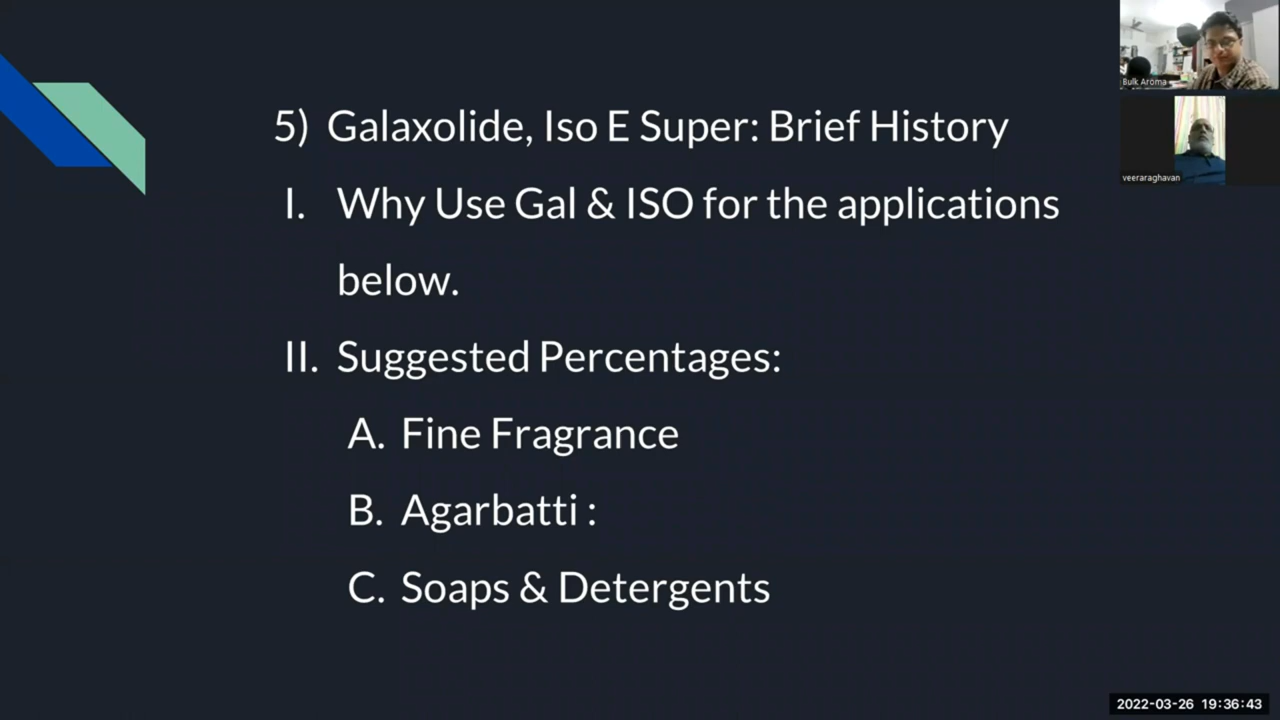 5) Galaxolide, Iso E Super: Brief History
I. Why Use Gal & ISO for the applications
below.
II. Suggested Percentages:
A. Fine Fragrance
B. Agarbatti :
C. Soaps & Detergents
Bulk Aroma
veeraraghavan
2022-03-26 19:36:43